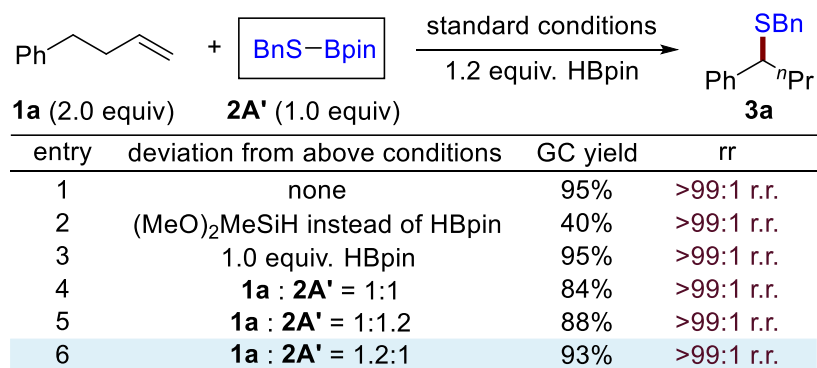 Ph + BnS–Bpin standard conditions 1.2 equiv. HBpin SBn Ph nPr
1a (2.0 equiv) 2A' (1.0 equiv) 3a
entry deviation from above conditions GC yield rr
1 none 95% >99:1 r.r.
2 (MeO)2MeSiH instead of HBpin 40% >99:1 r.r.
3 1.0 equiv. HBpin 95% >99:1 r.r.
4 1a : 2A' = 1:1 84% >99:1 r.r.
5 1a : 2A' = 1:1.2 88% >99:1 r.r.
6 1a : 2A' = 1.2:1 93% >99:1 r.r.